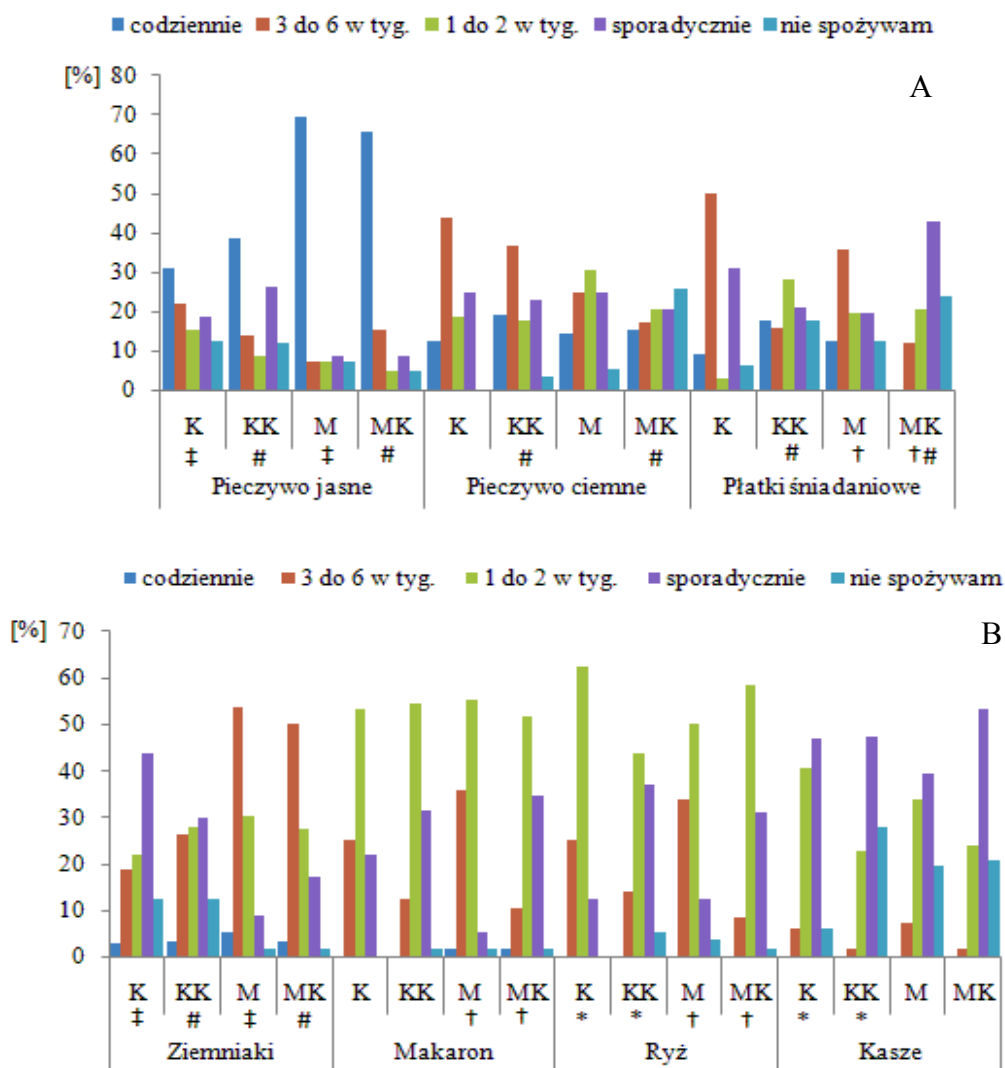 codziennie 3 do 6 w tyg. 1 do 2 w tyg. sporadycznie nie spożywam
[%]
A
80
70
60
50
40
30
20
10
0
K KK M MK K KK M MK K KK M MK
‡ # ‡ # # # # † †#
Pieczywo jasne Pieczywo ciemne Płatki śniadaniowe
codziennie 3 do 6 w tyg. 1 do 2 w tyg. sporadycznie nie spożywam
[%]
B
70
60
50
40
30
20
10
0
K KK M MK K KK M MK K KK M MK K KK M MK
‡ # ‡ # † † * * † † * *
Ziemniaki Makaron Ryż Kasze